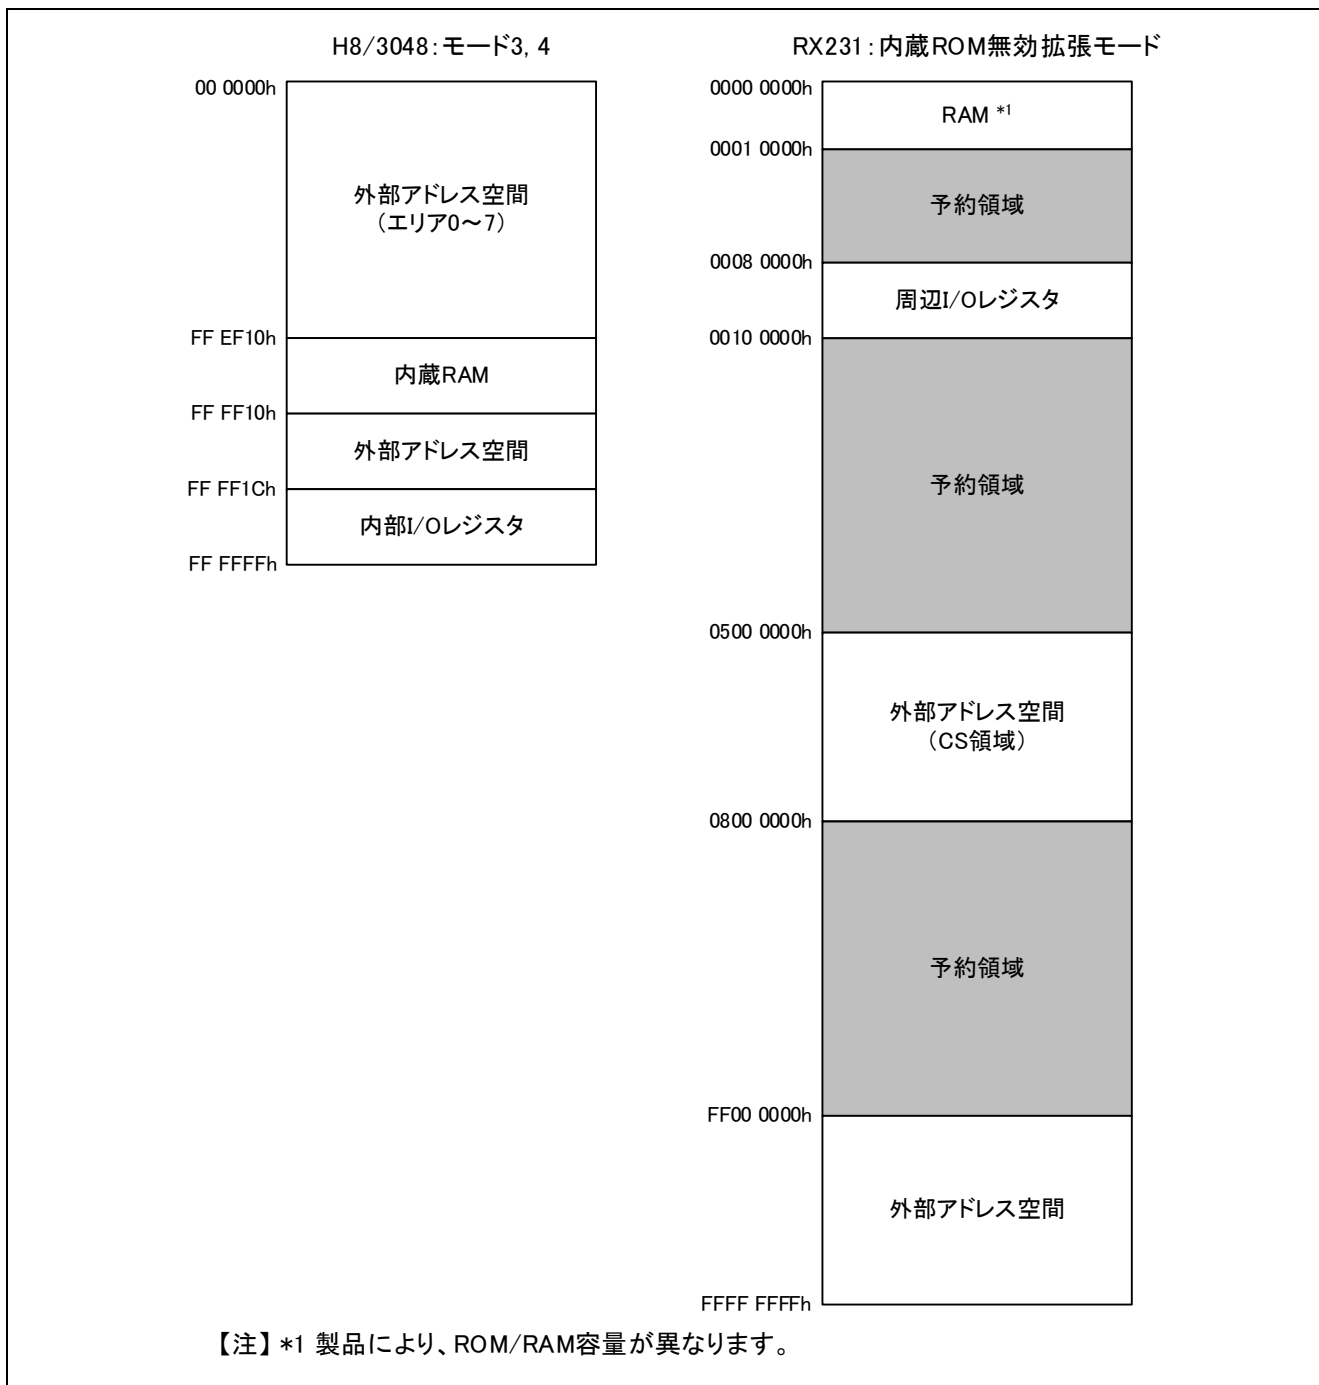 H8/3048：モード3, 4
00 0000h
外部アドレス空間
（エリア0～7）
FF EF10h
内蔵RAM
FF FF10h
外部アドレス空間
FF FF1Ch
内部I/Oレジスタ
FF FFFFh
RX231：内蔵ROM無効拡張モード
0000 0000h
RAM *1
0001 0000h
予約領域
0008 0000h
周辺I/Oレジスタ
0010 0000h
予約領域
0500 0000h
外部アドレス空間
（CS領域）
0800 0000h
予約領域
FF00 0000h
外部アドレス空間
FFFF FFFFh
【注】 *1 製品により、ROM/RAM容量が異なります。